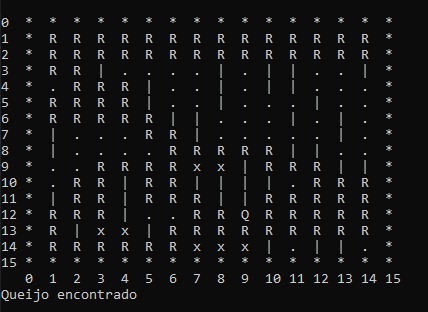 0 * * * * * * * * * * * * * * * *
1 * R R R R R R R R R R R R R R *
2 * R R R R R R R R R R R R R R *
3 * R R | . . . . | . | | . . | *
4 * . R R R | . . | . | | . . . *
5 * R R R R | . . . . . . | . . *
6 * R R R R R | | . . . | . | . *
7 * | . . . R R | . . . . . | . *
8 * | . . . . R R R R R | | . . *
9 * . . R R R R x x | R R R | | *
10 * . R R | R R | | | | . R R R *
11 * | R R | R R R | | R R R R R *
12 * R R R | . . R R Q R R R R R *
13 * R | x x | R R R R R R R R R *
14 * R R R R R R x x x | . | | . *
15 * * * * * * * * * * * * * * * *
0 1 2 3 4 5 6 7 8 9 10 11 12 13 14 15
Queijo encontrado